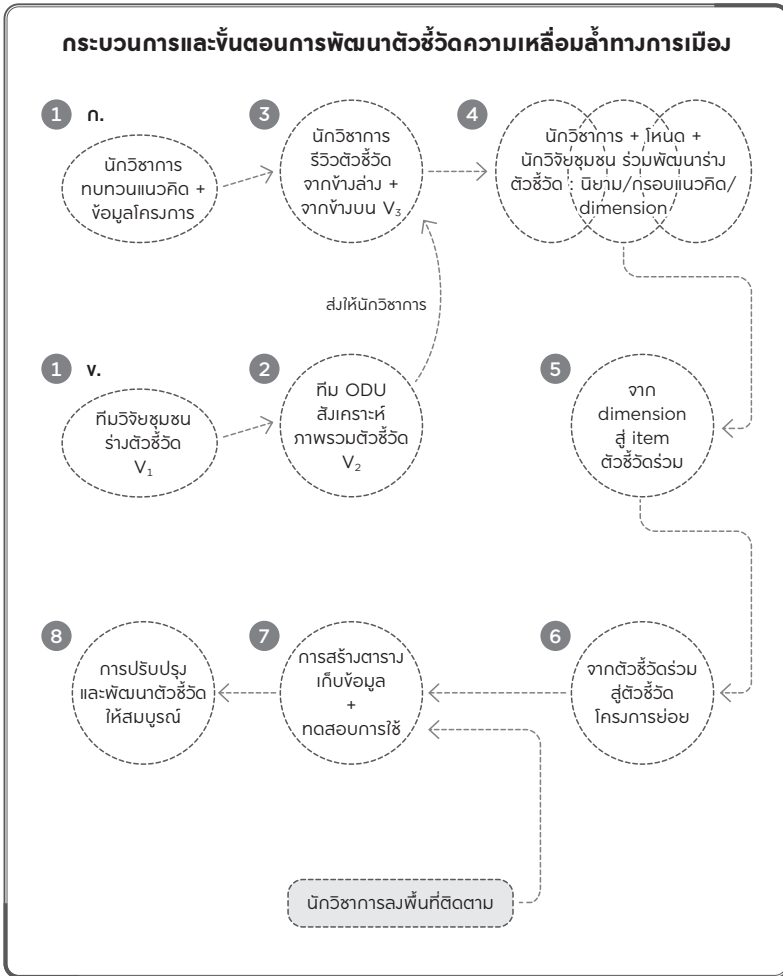 กระบวนการและขั้นตอนการพัฒนาตัวชี้วัดความเหลื่อมล้ำทางการเมือง
1 ก.
นักวิชาการ
ทบทวนแนวคิด +
ข้อมูลโครงการ
3
นักวิชาการ
รีวิวตัวชี้วัด
จากข้างล่าง +
จากข้างบน V₃
4
นักวิชาการ + โหนด +
นักวิจัยชุมชน ร่วมพัฒนาร่าง
ตัวชี้วัด : นิยาม/กรอบแนวคิด/
dimension
ส่งให้นักวิชาการ
1 ข.
ทีมวิจัยชุมชน
ร่างตัวชี้วัด
V₁
2
ทีม ODU
สังเคราะห์
ภาพรวมตัวชี้วัด
V₂
5
จาก
dimension
สู่ item
ตัวชี้วัดร่วม
8
การปรับปรุง
และพัฒนาตัวชี้วัด
ให้สมบูรณ์
7
การสร้างตาราง
เก็บข้อมูล
+
ทดสอบการใช้
6
จากตัวชี้วัดร่วม
สู่ตัวชี้วัด
โครงการย่อย
นักวิชาการลงพื้นที่ติดตาม